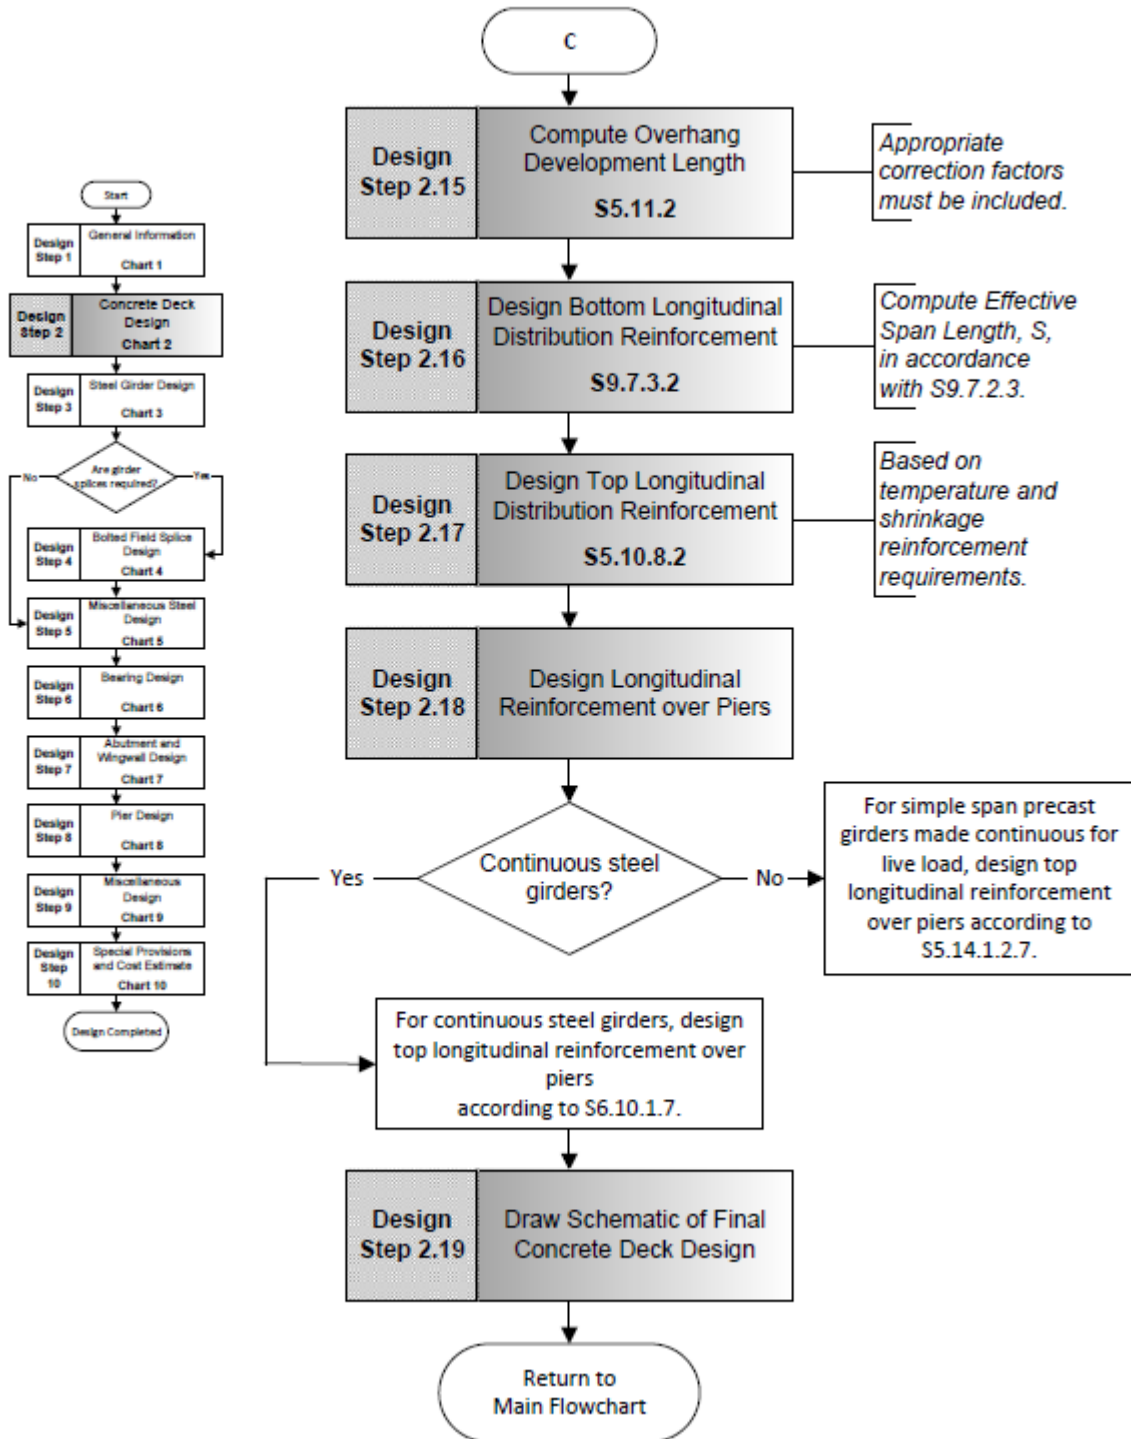 Start
Design
Step 1
General Information
Chart 1
Design
Step 2
Concrete Deck
Design
Chart 2
Design
Step 3
Steel Girder Design
Chart 3
Are girder
splices required?
No
Yes
Design
Step 4
Bolted Field Splice
Design
Chart 4
Design
Step 5
Miscellaneous Steel
Design
Chart 5
Design
Step 6
Bearing Design
Chart 6
Design
Step 7
Abutment and
Wingwall Design
Chart 7
Design
Step 8
Pier Design
Chart 8
Design
Step 9
Miscellaneous
Design
Chart 9
Design
Step
10
Special Provisions
and Cost Estimate
Chart 10
Design Completed
C
Design
Step 2.15
Compute Overhang
Development Length
S5.11.2
Appropriate
correction factors
must be included.
Design
Step 2.16
Design Bottom Longitudinal
Distribution Reinforcement
S9.7.3.2
Compute Effective
Span Length, S,
in accordance
with S9.7.2.3.
Design
Step 2.17
Design Top Longitudinal
Distribution Reinforcement
S5.10.8.2
Based on
temperature and
shrinkage
reinforcement
requirements.
Design
Step 2.18
Design Longitudinal
Reinforcement over Piers
Continuous steel
girders?
Yes
No
For simple span precast
girders made continuous for
live load, design top
longitudinal reinforcement
over piers according to
S5.14.1.2.7.
For continuous steel girders, design
top longitudinal reinforcement over
piers
according to S6.10.1.7.
Design
Step 2.19
Draw Schematic of Final
Concrete Deck Design
Return to
Main Flowchart